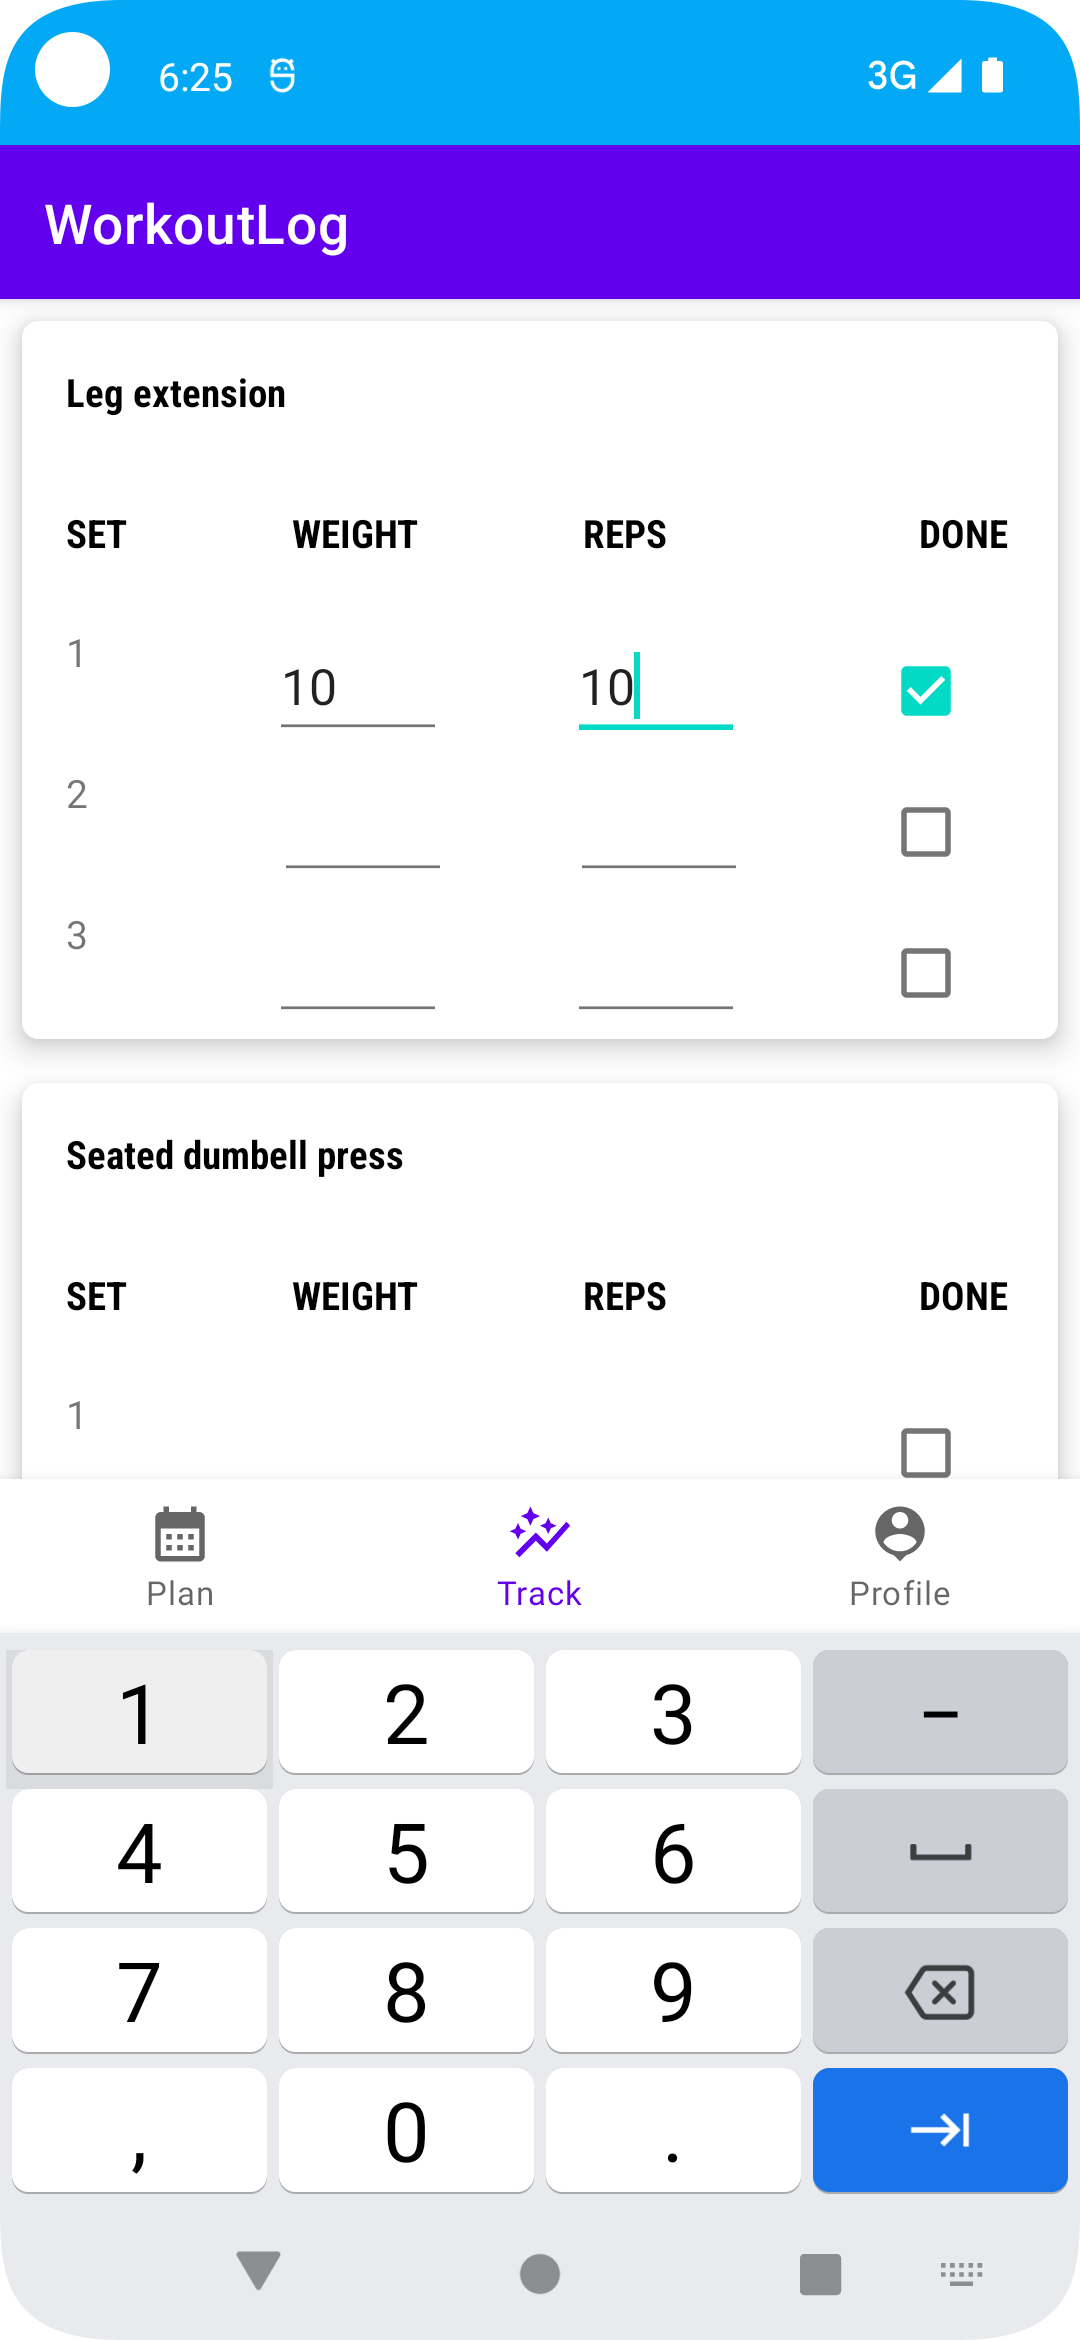 6:25
3G
WorkoutLog
Leg extension
SET WEIGHT REPS DONE
1 10 10
2
3
Seated dumbell press
SET WEIGHT REPS DONE
1
Plan Track Profile
1 2 3 –
4 5 6
7 8 9
, 0 .